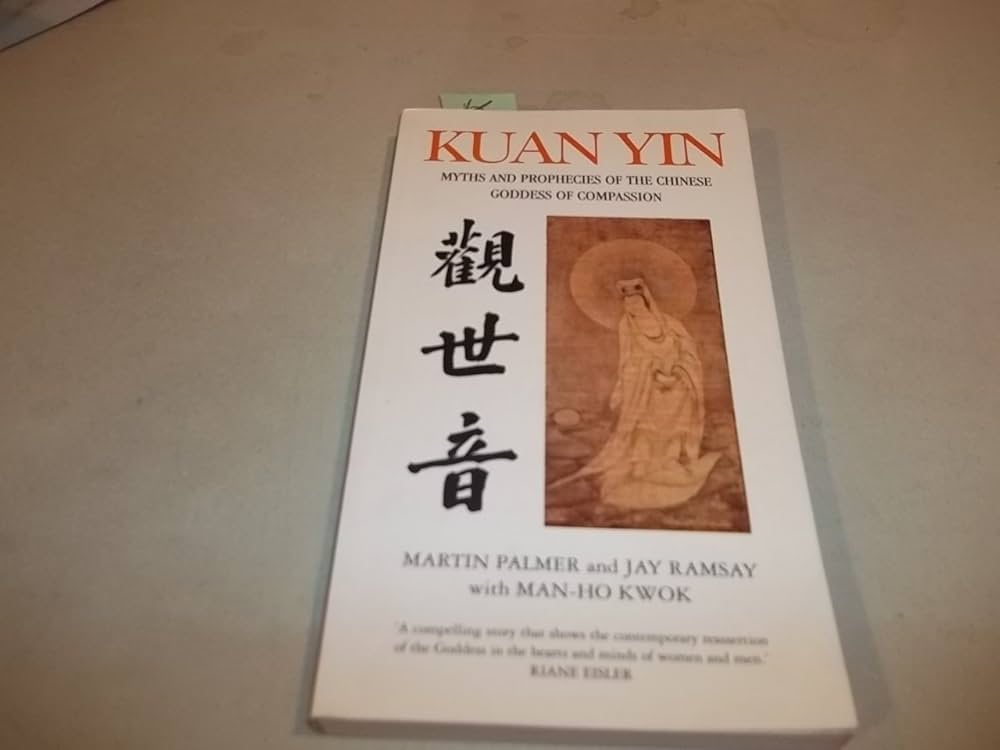 KUAN YIN
MYTHS AND PROPHECIES OF THE CHINESE
GODDESS OF COMPASSION
觀
世
音
MARTIN PALMER and JAY RAMSAY
with MAN-HO KWOK
'A compelling story that shows the contemporary reassertion
of the Goddess in the hearts and minds of women and men.'
RIANE EISLER